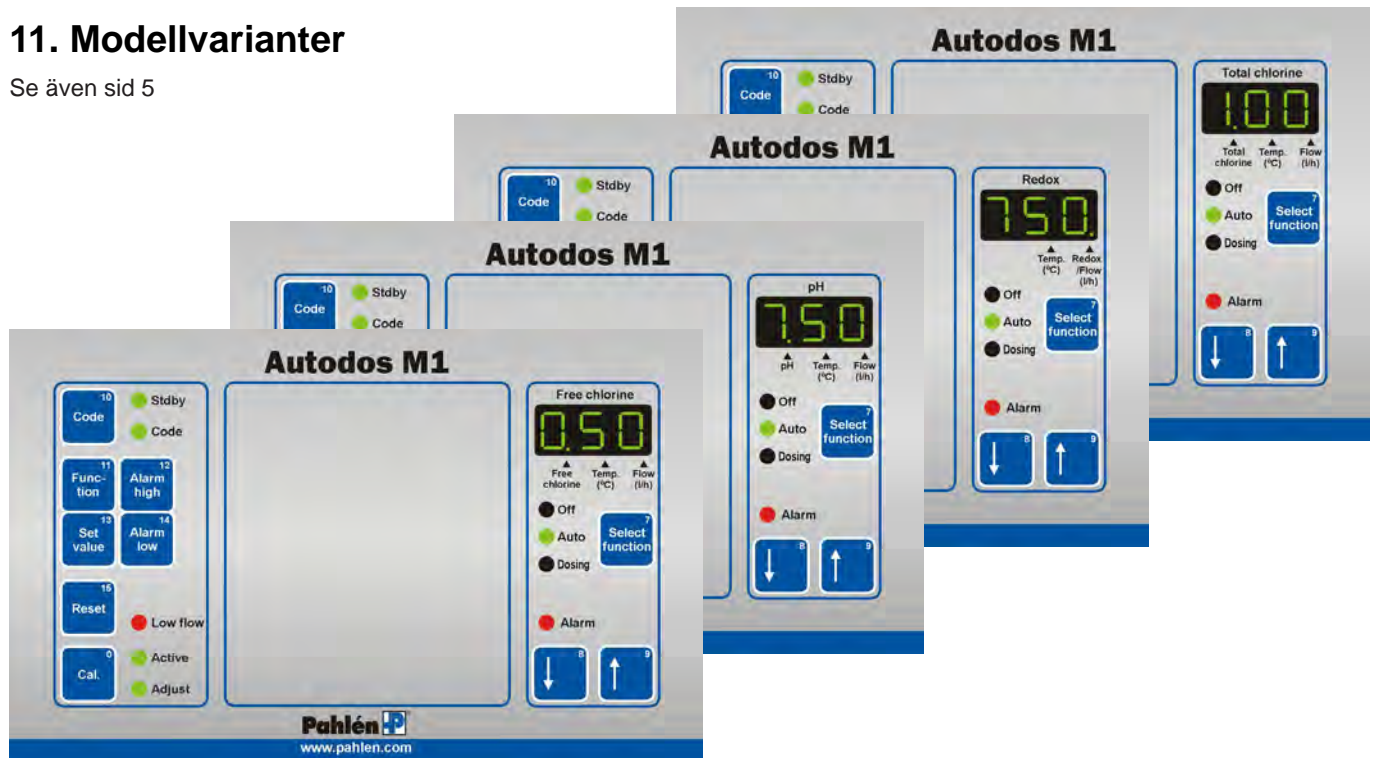 11. Modellvarianter
Se även sid 5
Autodos M1
10
Code
Stdby
Code
Total chlorine
1.00
Total chlorine
Temp. (ºC)
Flow (l/h)
Off
Auto
Dosing
7
Select function
Alarm
8
↓
9
↑
Autodos M1
10
Code
Stdby
Code
Redox
750.
Temp. (ºC)
Redox /Flow (l/h)
Off
Auto
Dosing
7
Select function
Alarm
8
↓
9
↑
Autodos M1
10
Code
Stdby
Code
pH
7.50
pH
Temp. (ºC)
Flow (l/h)
Off
Auto
Dosing
7
Select function
Alarm
8
↓
9
↑
Autodos M1
10
Code
Stdby
Code
11
Func-
tion
12
Alarm
high
13
Set
value
14
Alarm
low
15
Reset
Low flow
0
Cal.
Active
Adjust
Free chlorine
0.50
Free chlorine
Temp. (ºC)
Flow (l/h)
Off
Auto
Dosing
7
Select function
Alarm
8
↓
9
↑
Pahlén P
www.pahlen.com